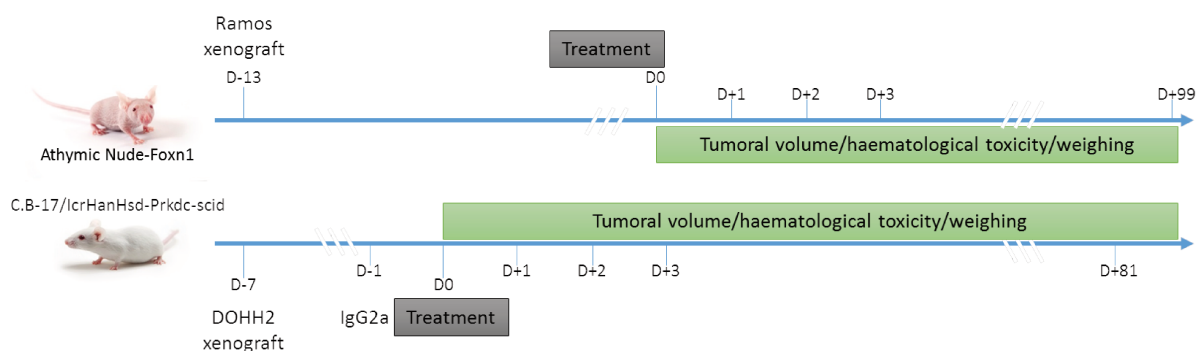 Ramos
xenograft
D-13
Treatment
D0
D+1
D+2
D+3
D+99
Athymic Nude-Foxn1
Tumoral volume/haematological toxicity/weighing
C.B-17/IcrHanHsd-Prkdc-scid
Tumoral volume/haematological toxicity/weighing
D-7
D-1
D0
D+1
D+2
D+3
D+81
DOHH2
xenograft
IgG2a
Treatment